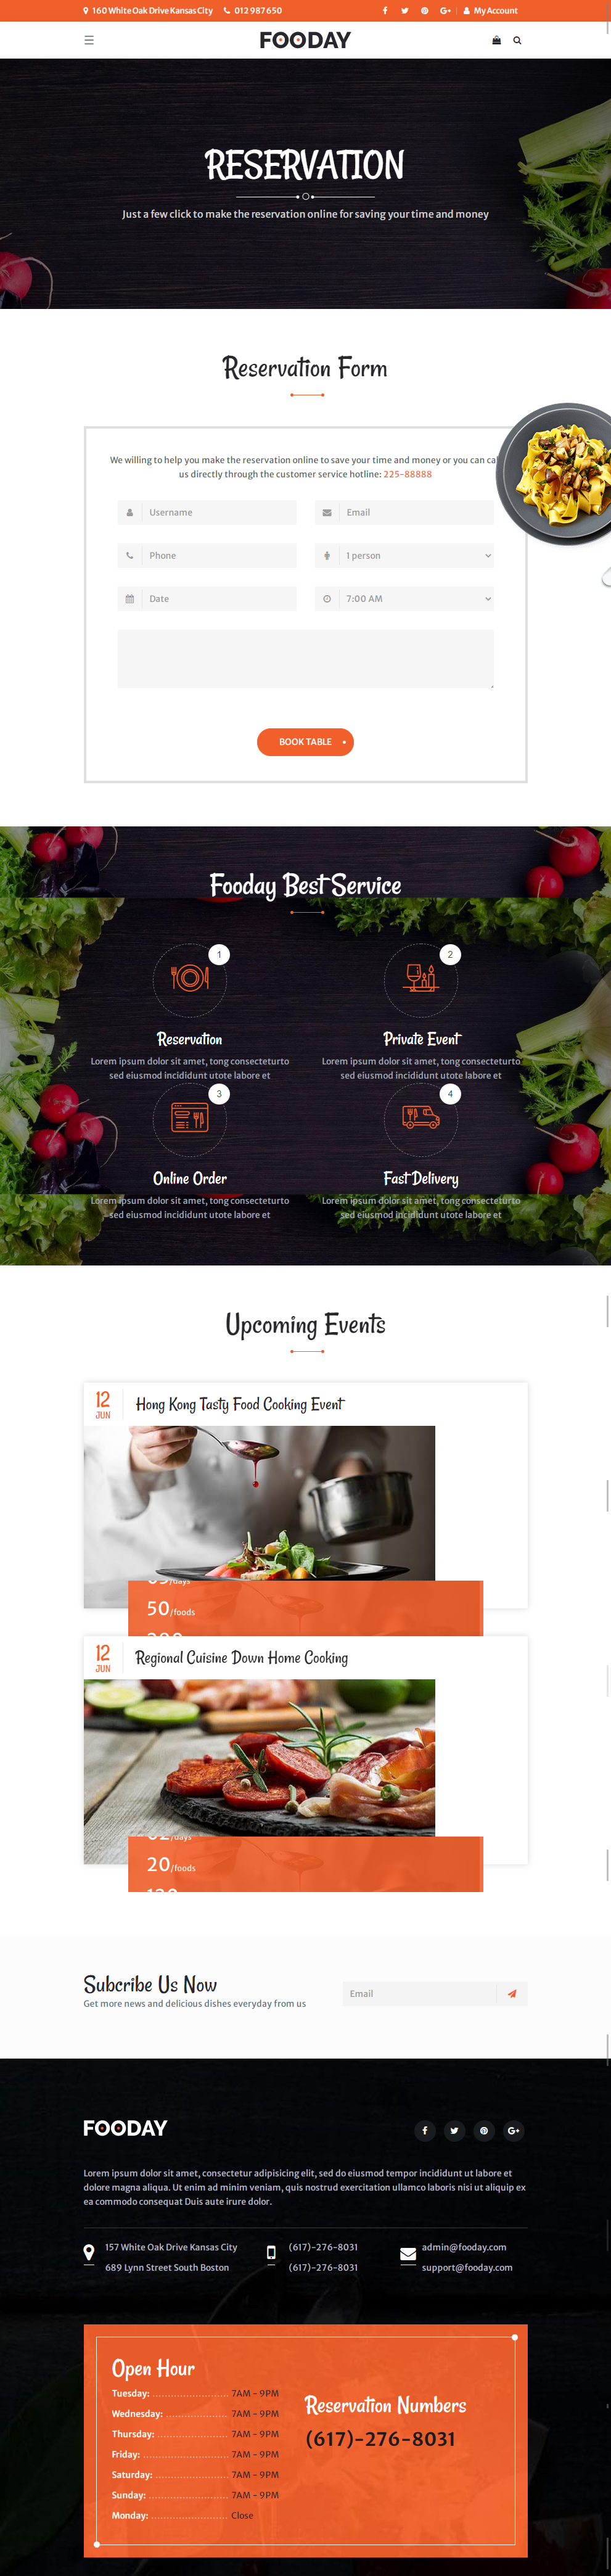 160 White Oak Drive Kansas City 012 987 650 My Account
FOODAY
RESERVATION
Just a few click to make the reservation online for saving your time and money
Reservation Form
We willing to help you make the reservation online to save your time and money or you can cal
us directly through the customer service hotline: 225-88888
Username Email
Phone 1 person
Date 7:00 AM
BOOK TABLE
Fooday Best Service
1 2
Reservation Private Event
Lorem ipsum dolor sit amet, tong consecteturto Lorem ipsum dolor sit amet, tong consecteturto
sed eiusmod incididunt utote labore et sed eiusmod incididunt utote labore et
3 4
Online Order Fast Delivery
Lorem ipsum dolor sit amet, tong consecteturto Lorem ipsum dolor sit amet, tong consecteturto
sed eiusmod incididunt utote labore et sed eiusmod incididunt utote labore et
Upcoming Events
12
JUN
Hong Kong Tasty Food Cooking Event
/days
50/foods
12
JUN
Regional Cuisine Down Home Cooking
/days
20/foods
Subcribe Us Now
Get more news and delicious dishes everyday from us
Email
FOODAY
Lorem ipsum dolor sit amet, consectetur adipisicing elit, sed do eiusmod tempor incididunt ut labore et
dolore magna aliqua. Ut enim ad minim veniam, quis nostrud exercitation ullamco laboris nisi ut aliquip ex
ea commodo consequat Duis aute irure dolor.
157 White Oak Drive Kansas City (617)-276-8031 admin@fooday.com
689 Lynn Street South Boston (617)-276-8031 support@fooday.com
Open Hour
Tuesday: 7AM - 9PM
Wednesday: 7AM - 9PM
Thursday: 7AM - 9PM
Friday: 7AM - 9PM
Saturday: 7AM - 9PM
Sunday: 7AM - 9PM
Monday: Close
Reservation Numbers
(617)-276-8031